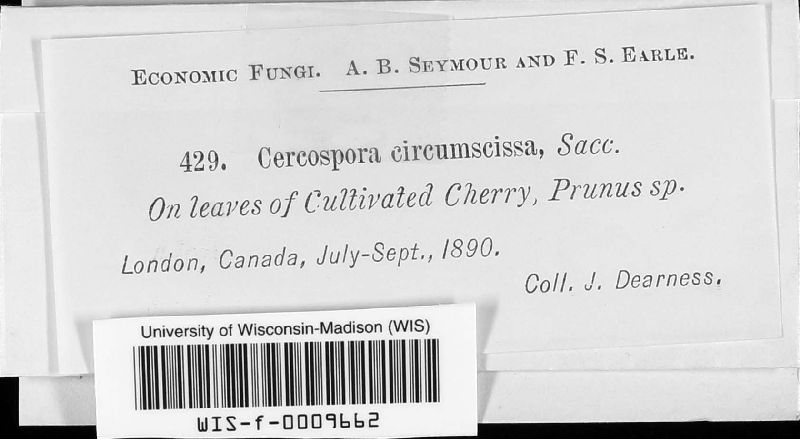 Economic Fungi. A. B. Seymour and F. S. Earle.
429. Cercospora circumscissa, Sacc.
On leaves of Cultivated Cherry, Prunus sp.
London, Canada, July-Sept., 1890.
Coll. J. Dearness.
University of Wisconsin-Madison (WIS)
WIS-f-0009662